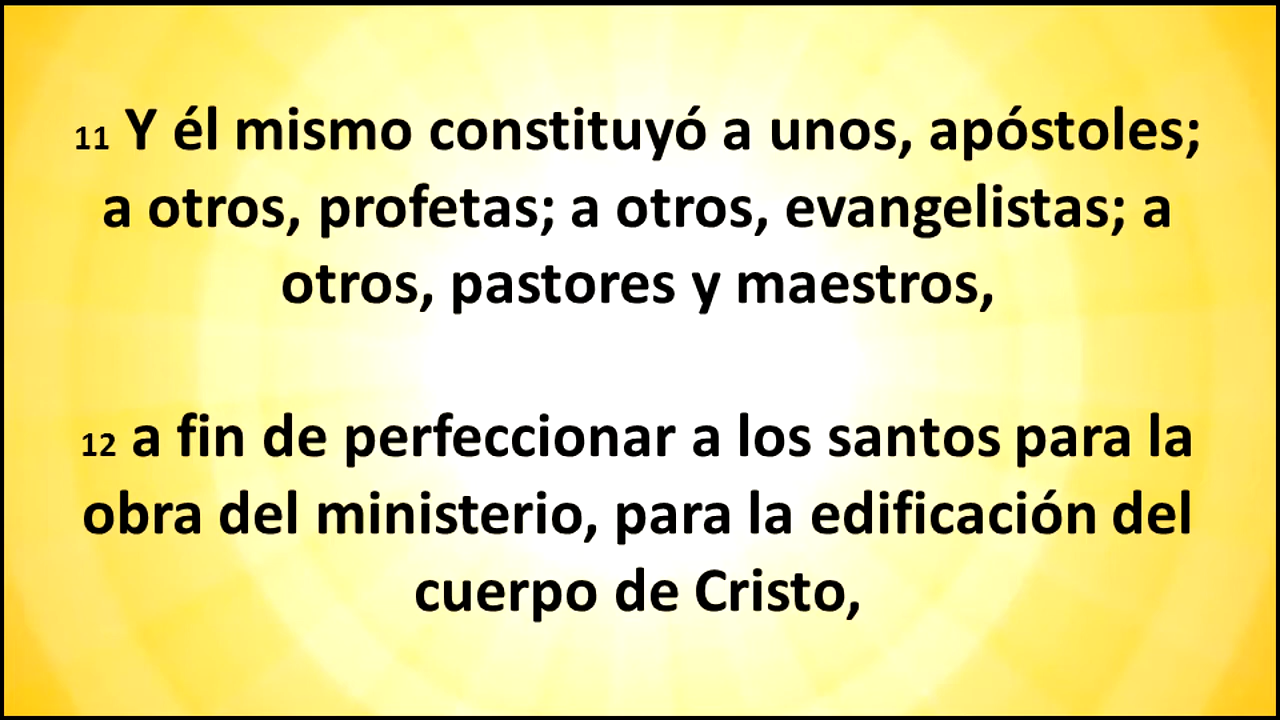 11 Y él mismo constituyó a unos, apóstoles;
a otros, profetas; a otros, evangelistas; a
otros, pastores y maestros,
12 a fin de perfeccionar a los santos para la
obra del ministerio, para la edificación del
cuerpo de Cristo,